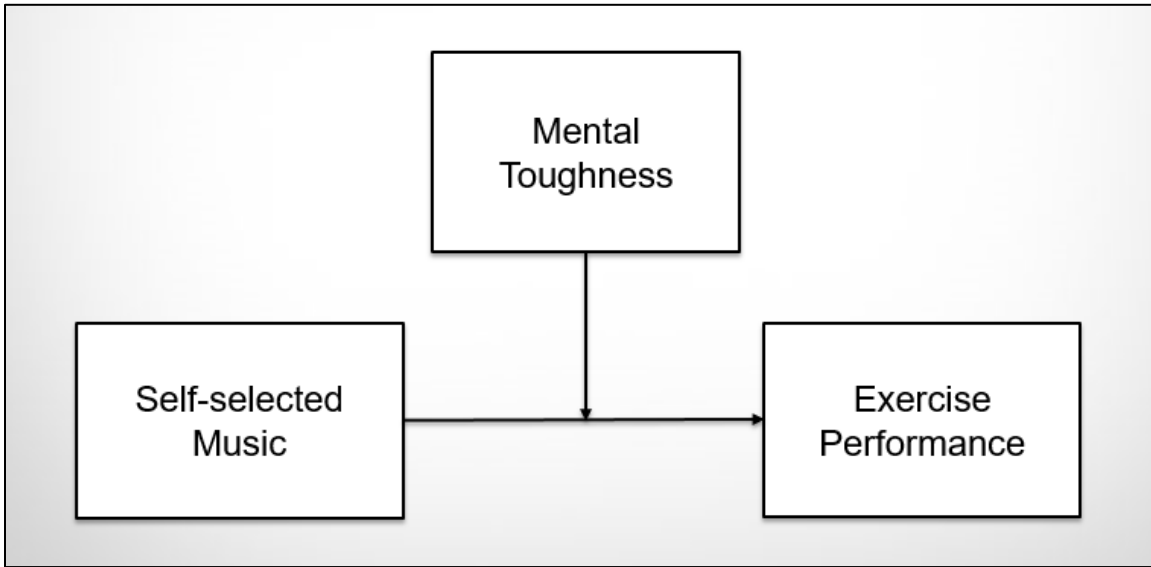 Mental
Toughness
Self-selected
Music
Exercise
Performance